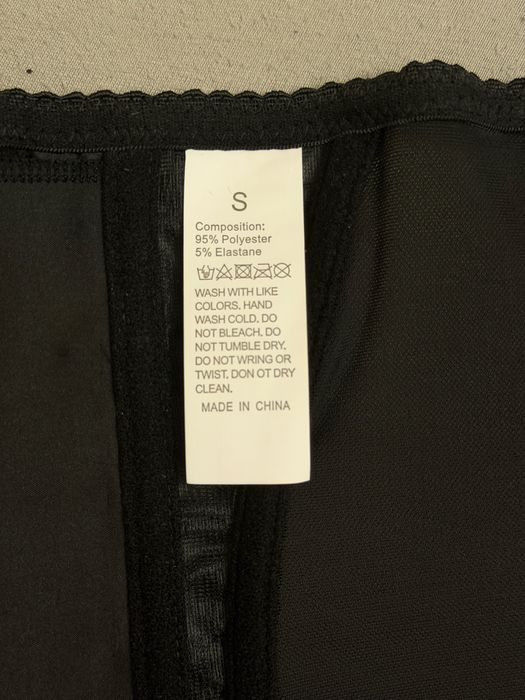 S
Composition:
95% Polyester
5% Elastane
WASH WITH LIKE
COLORS. HAND
WASH COLD. DO
NOT BLEACH. DO
NOT TUMBLE DRY.
DO NOT WRING OR
TWIST. DON OT DRY
CLEAN.
MADE IN CHINA